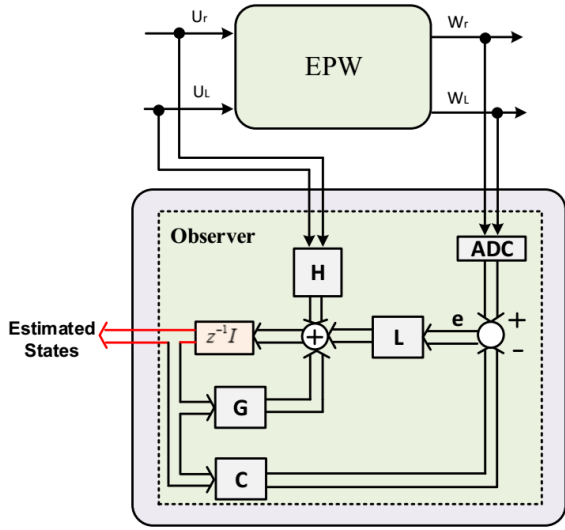 Ur
Wr
EPW
UL
WL
Observer
ADC
H
e
+
Estimated
States
z⁻¹I
+
L
−
G
C